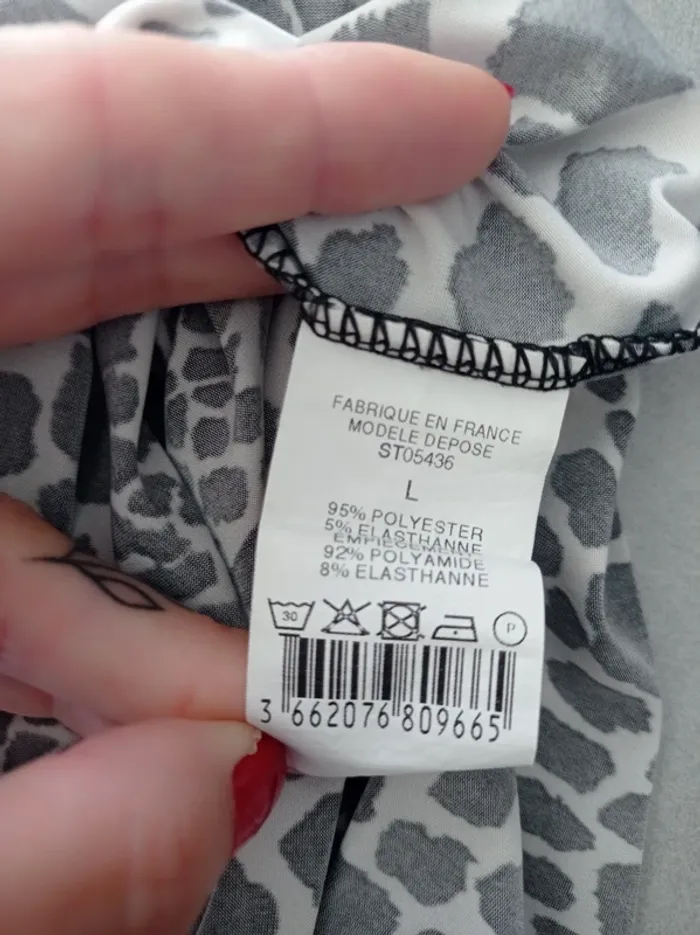 FABRIQUE EN FRANCE
MODELE DEPOSE
ST05436
L
95% POLYESTER
5% ELASTHANNE
EMPIECEMENT
92% POLYAMIDE
8% ELASTHANNE
30 P
3 662076 809665